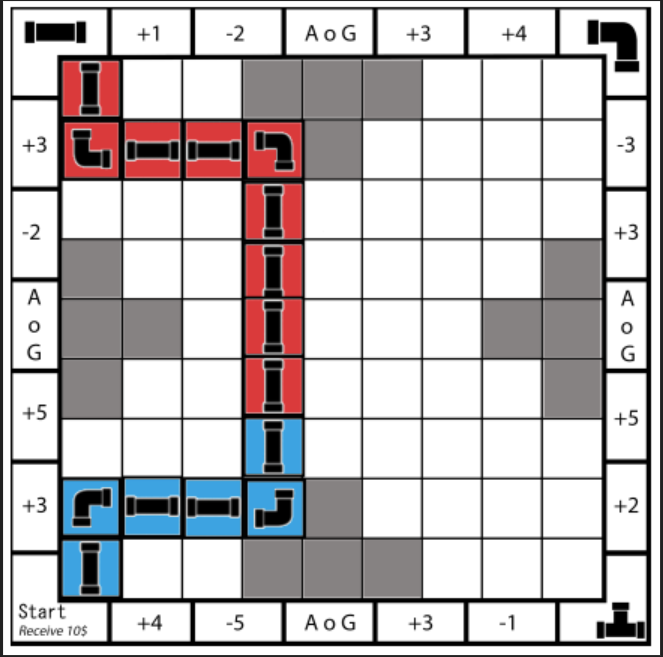 +1 -2 A o G +3 +4
+3 -3
-2 +3
A A
o o
G G
+5 +5
+3 +2
Start
Receive 10$
+4 -5 A o G +3 -1